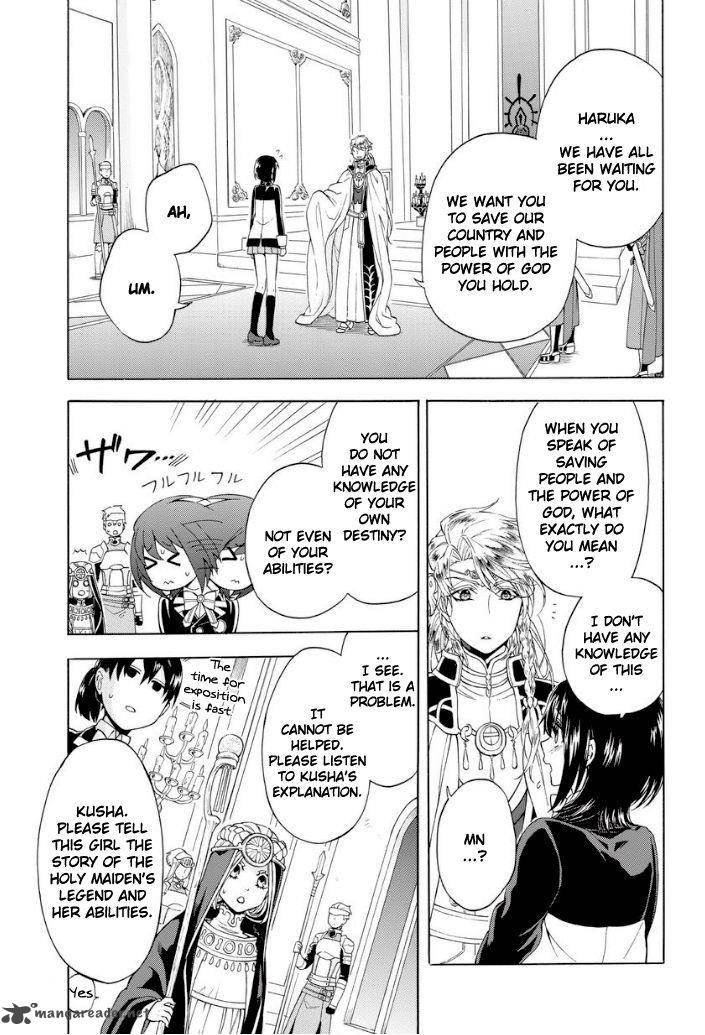 HARUKA
...
WE HAVE ALL
BEEN WAITING
FOR YOU.
WE WANT YOU
TO SAVE OUR
COUNTRY AND
PEOPLE WITH THE
POWER OF GOD
YOU HOLD.
AH,
UM.
WHEN YOU
SPEAK OF
SAVING
PEOPLE AND
THE POWER OF
GOD, WHAT
EXACTLY DO
YOU MEAN
...?
I DON'T
HAVE ANY
KNOWLEDGE
OF THIS
...
MN
...?
YOU
DO NOT
HAVE ANY
KNOWLEDGE
OF YOUR
OWN
DESTINY?
NOT EVEN
OF YOUR
ABILITIES?
ザワ...
フルフルフル
...
I SEE.
THAT IS A
PROBLEM.
IT
CANNOT BE
HELPED.
PLEASE LISTEN
TO KUSHA'S
EXPLANATION.
The
time for
exposition
is fast
KUSHA.
PLEASE TELL
THIS GIRL THE
STORY OF THE
HOLY MAIDEN'S
LEGEND AND
HER ABILITIES.
Yes.
mangareader.net